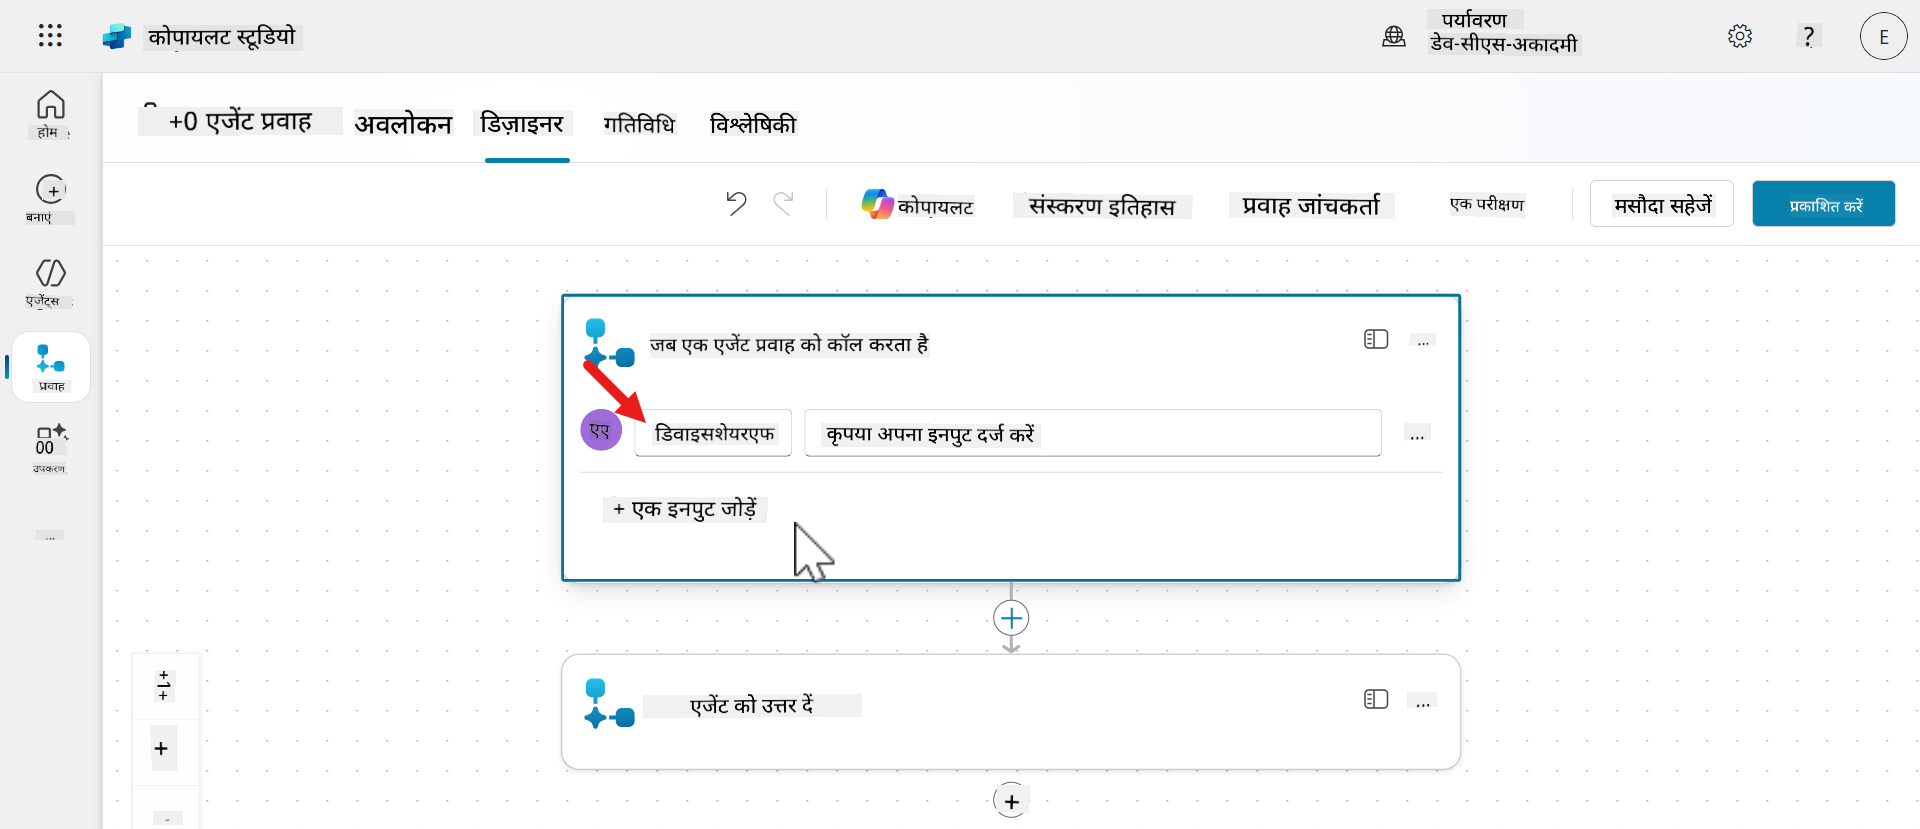 कोपायलट स्टूडियो
पर्यावरण
डेव-सीएस-अकादमी
?
E
होम
बनाएं
एजेंट्स
प्रवाह
उपकरण
...
+0 एजेंट प्रवाह
अवलोकन
डिज़ाइनर
गतिविधि
विश्लेषिकी
कोपायलट
संस्करण इतिहास
प्रवाह जांचकर्ता
एक परीक्षण
मसौदा सहेजें
प्रकाशित करें
जब एक एजेंट प्रवाह को कॉल करता है
...
एए
डिवाइसशेयरएफ
कृपया अपना इनपुट दर्ज करें
...
+ एक इनपुट जोड़ें
एजेंट को उत्तर दें
...